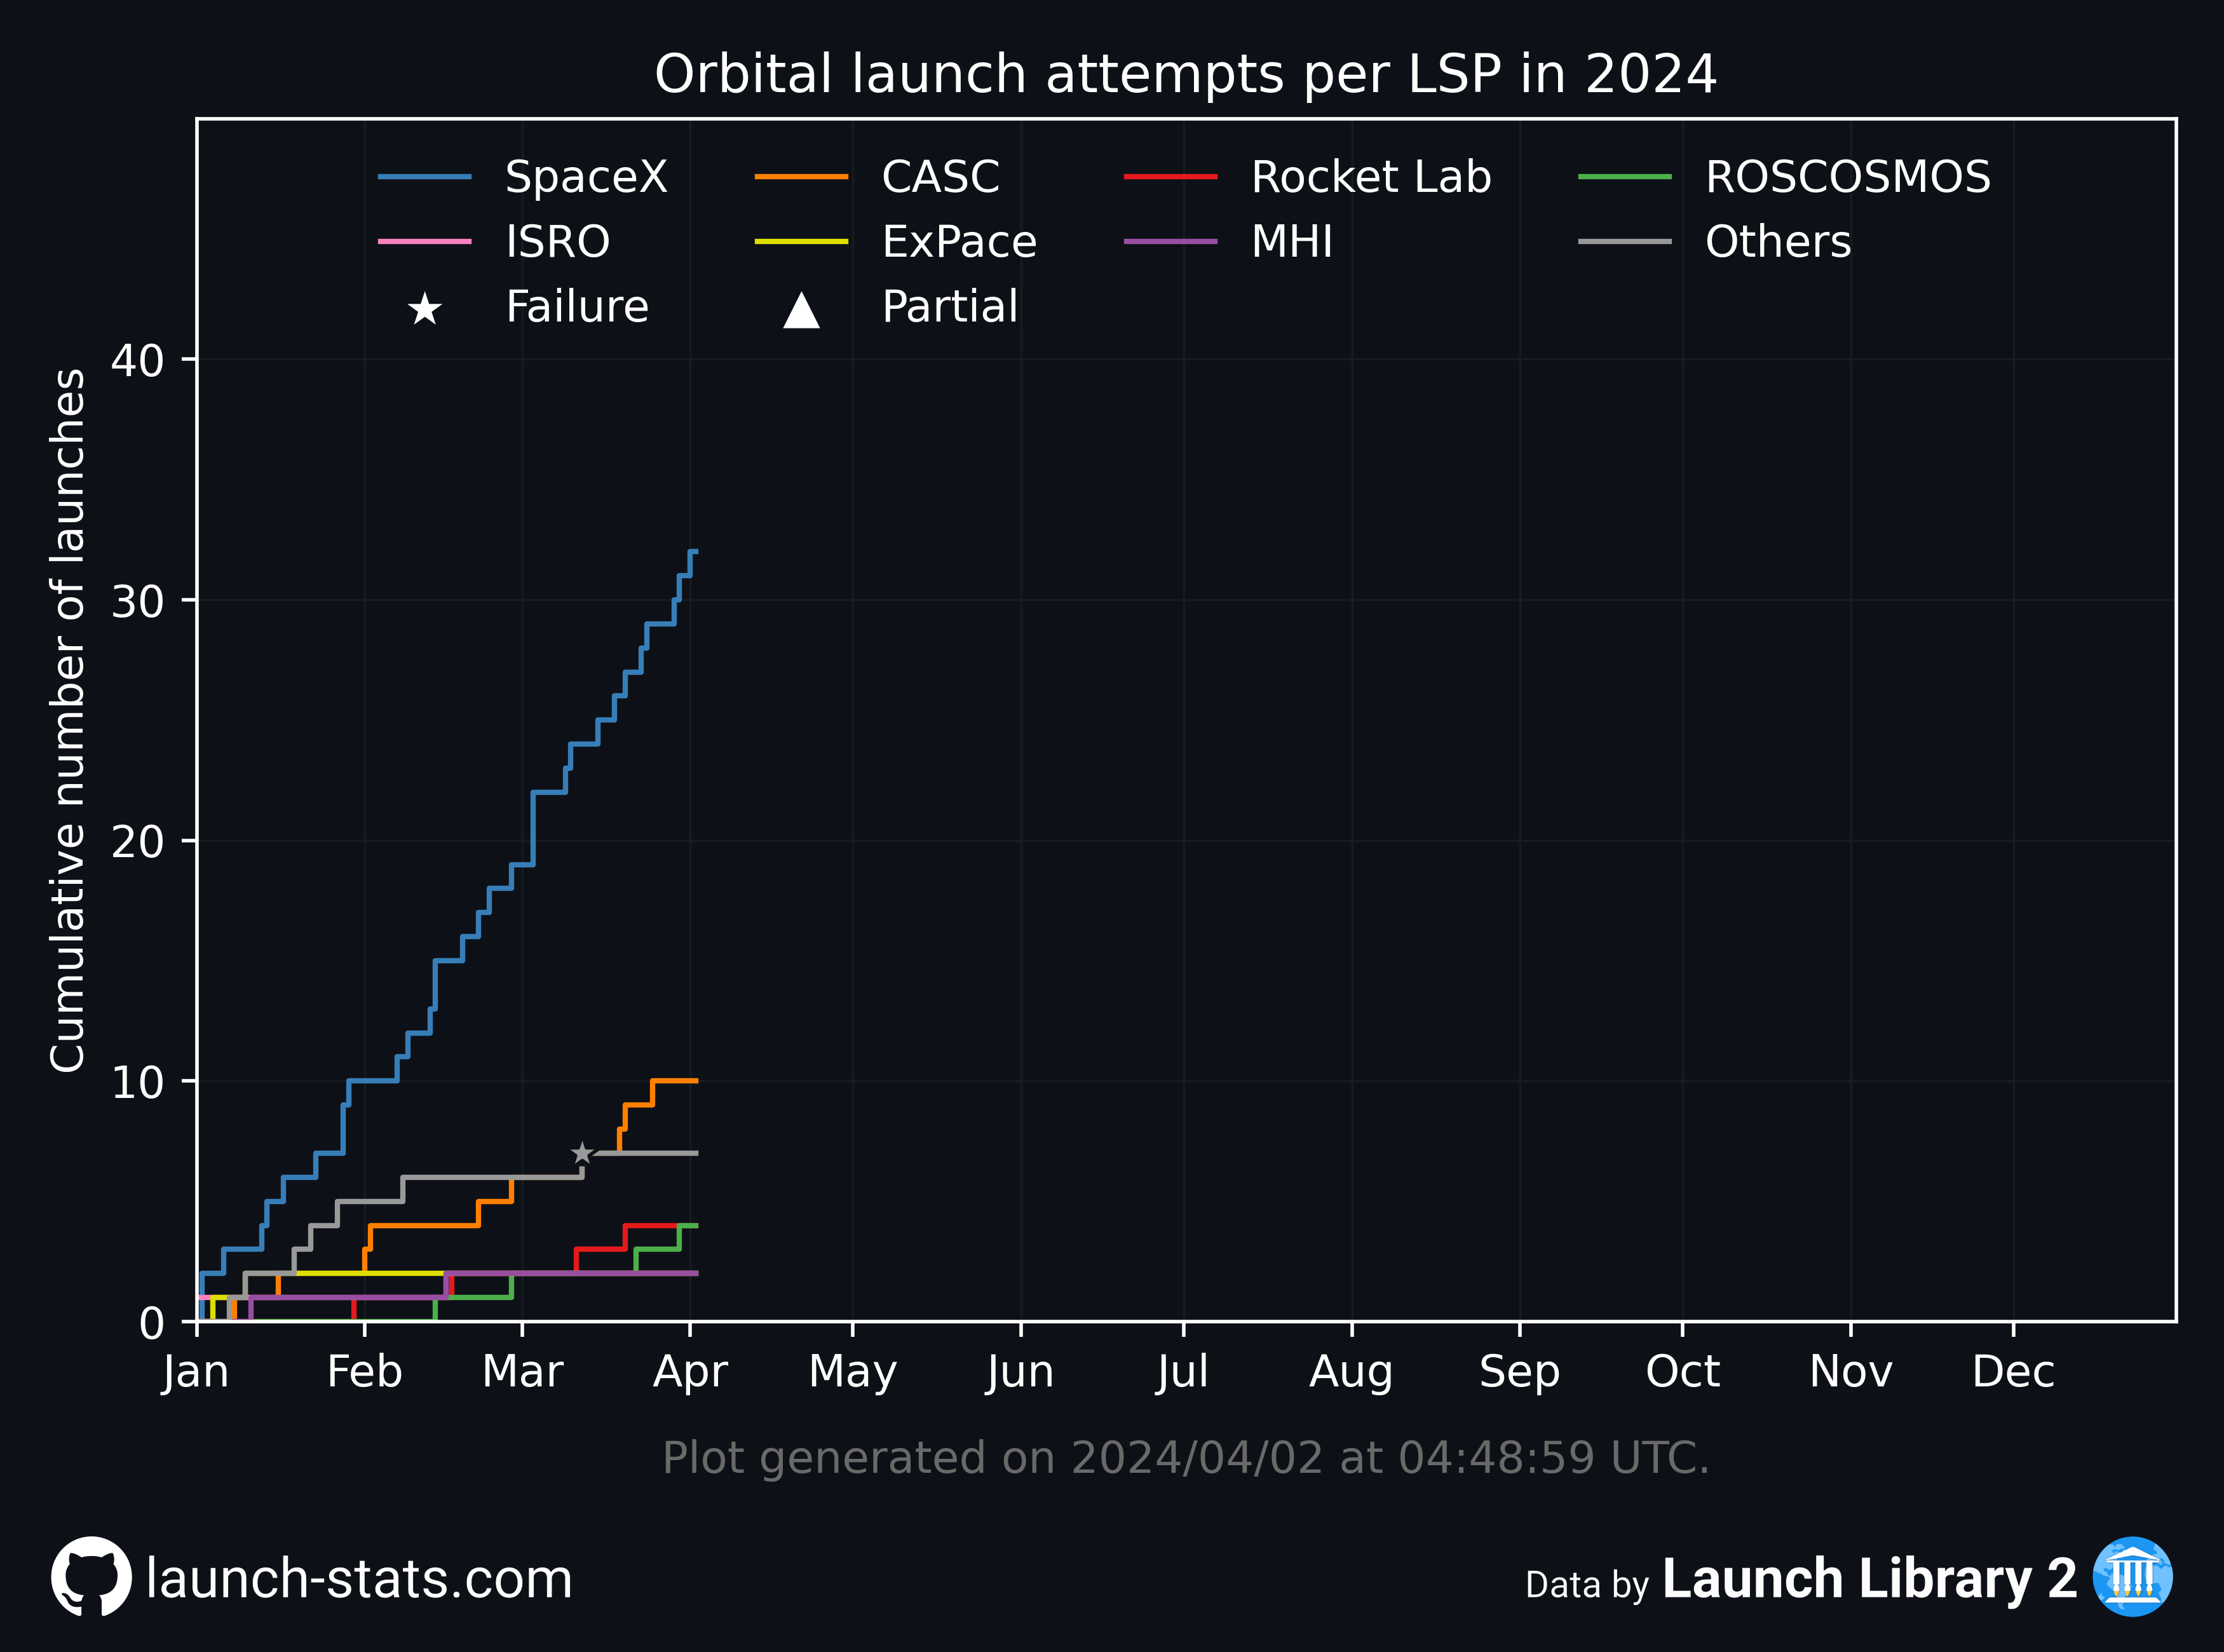 Orbital launch attempts per LSP in 2024
SpaceX CASC Rocket Lab ROSCOSMOS
ISRO ExPace MHI Others
Failure Partial
Cumulative number of launches
40
30
20
10
0
Jan Feb Mar Apr May Jun Jul Aug Sep Oct Nov Dec
Plot generated on 2024/04/02 at 04:48:59 UTC.
launch-stats.com
Data by Launch Library 2